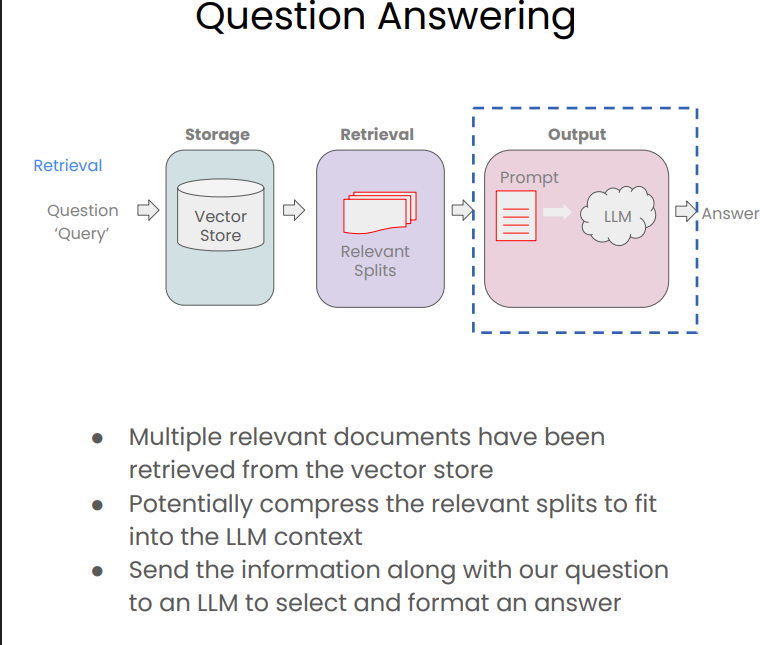 Question Answering
Storage
Retrieval
Output
Retrieval
Question
‘Query’
Vector
Store
Relevant
Splits
Prompt
LLM
Answer
● Multiple relevant documents have been
retrieved from the vector store
● Potentially compress the relevant splits to fit
into the LLM context
● Send the information along with our question
to an LLM to select and format an answer